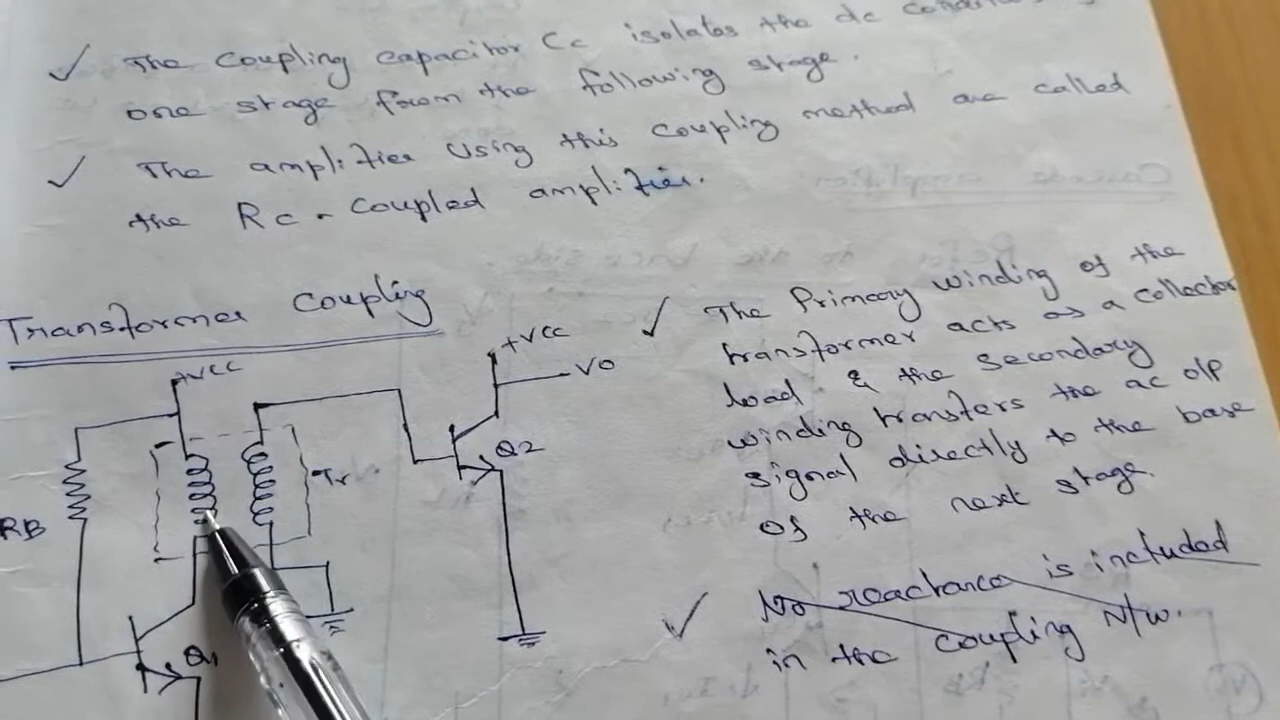 ✓ The coupling capacitor Cc isolates the dc
one stage from the following stage.
✓ The amplifier using this coupling method are called
the Rc-coupled amplifier.
Transformer Coupling
+VCC
RB
Tr
Q1
+VCC
VO
Q2
✓ The Primary winding of the
transformer acts as a collector
load & the secondary
winding transfers the ac o/p
signal directly to the base
of the next stage.
✓ No reactance is included
in the coupling N/w.